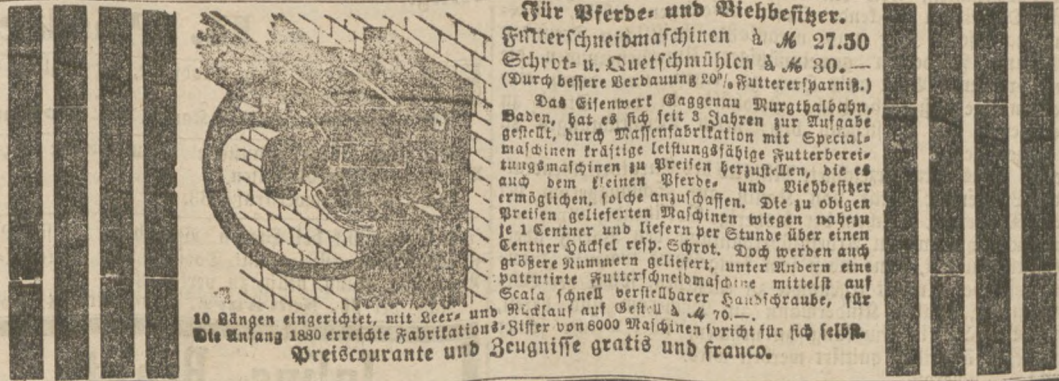 Für Pferde- und Viehbesitzer.
Futterschneidmaschinen à M 27.50
Schrot- u. Quetschmühlen à M 30.—
(Durch bessere Verdauung 20% Futterersparniß.)
Das Eisenwerk Gaggenau Murgthalbahn,
Baden, hat es sich seit 3 Jahren zur Aufgabe
gestellt, durch Massenfabrikation mit Special-
maschinen kräftige leistungsfähige Futterberei-
tungsmaschinen zu Preisen herzustellen, die es
auch dem kleinen Pferde- und Viehbesitzer
ermöglichen, solche anzuschaffen. Die zu obigen
Preisen gelieferten Maschinen wiegen nahezu
je 1 Centner und liefern per Stunde über einen
Centner Häcksel resp. Schrot. Doch werden auch
größere Nummern geliefert, unter Andern eine
patentirte Futterschneidmaschine mittelst auf
Scala schnell verstellbarer Handschraube, für
10 Längen eingerichtet, mit Leer- und Rücklauf auf Gestell à M 70.—.
Die Anfang 1880 erreichte Fabrikations-Ziffer von 8000 Maschinen spricht für sich selbst.
Preiscourante und Zeugnisse gratis und franco.